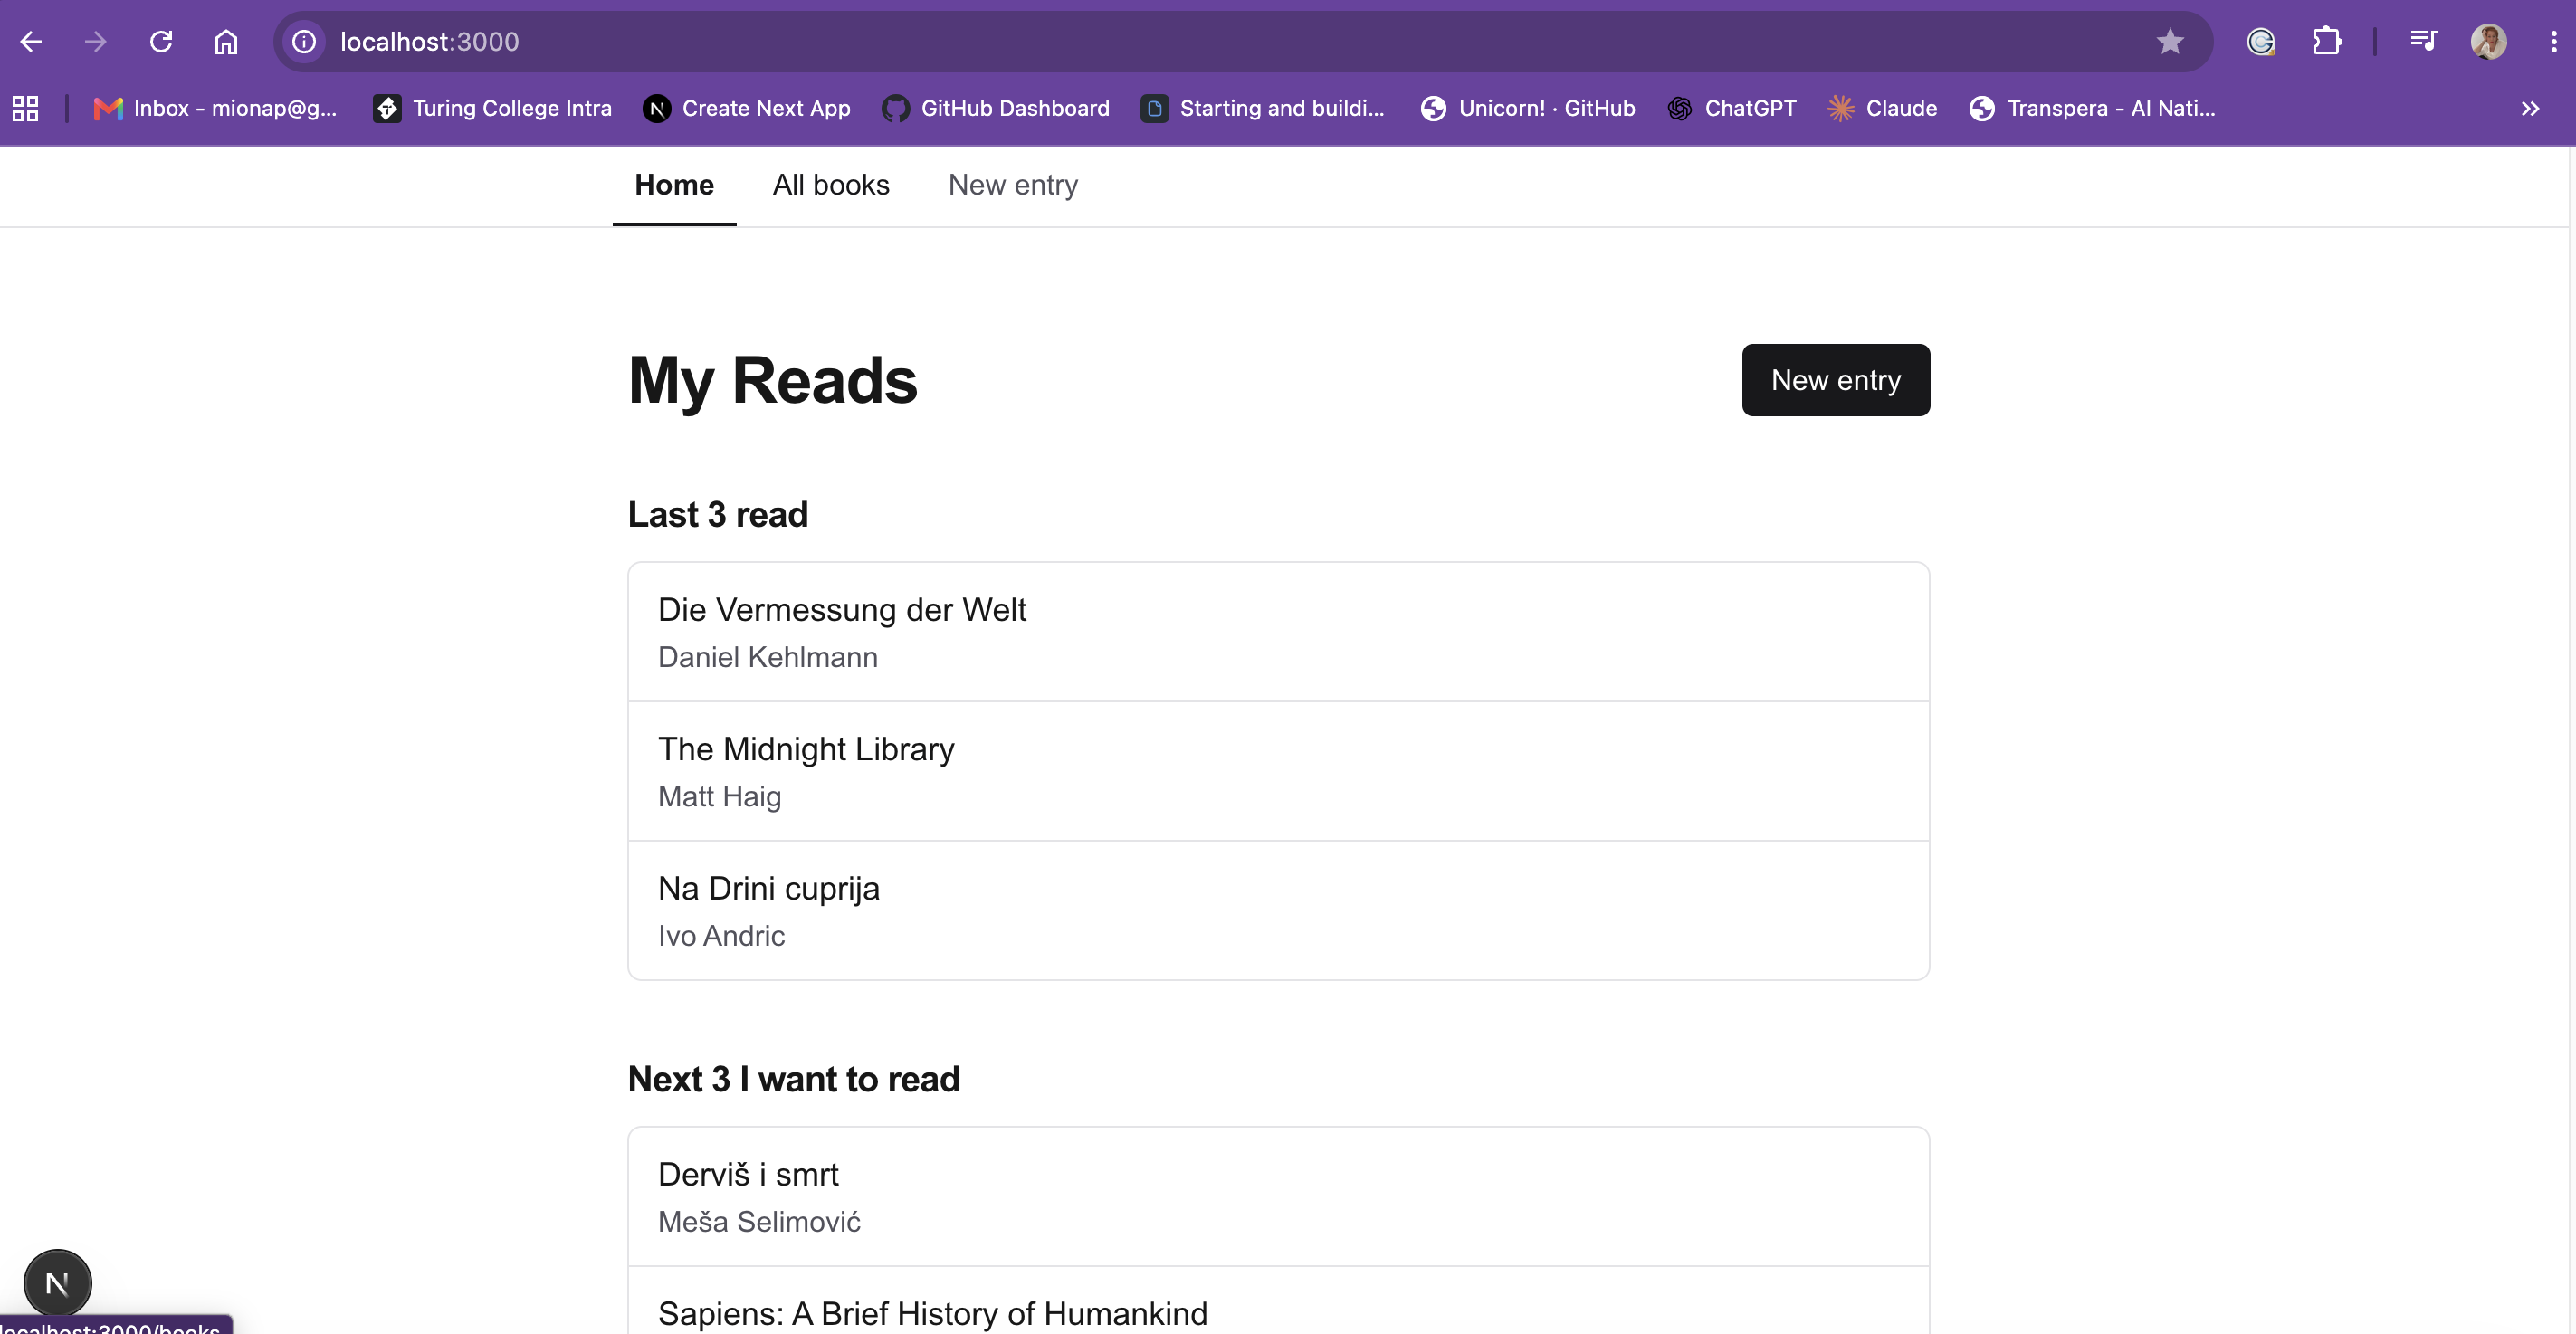 localhost:3000
Inbox - mionap@g...
Turing College Intra
Create Next App
GitHub Dashboard
Starting and buildi...
Unicorn! · GitHub
ChatGPT
Claude
Transpera - AI Nati...
Home
All books
New entry
My Reads
New entry
Last 3 read
Die Vermessung der Welt
Daniel Kehlmann
The Midnight Library
Matt Haig
Na Drini cuprija
Ivo Andric
Next 3 I want to read
Derviš i smrt
Meša Selimović
Sapiens: A Brief History of Humankind
N
localhost:3000/books